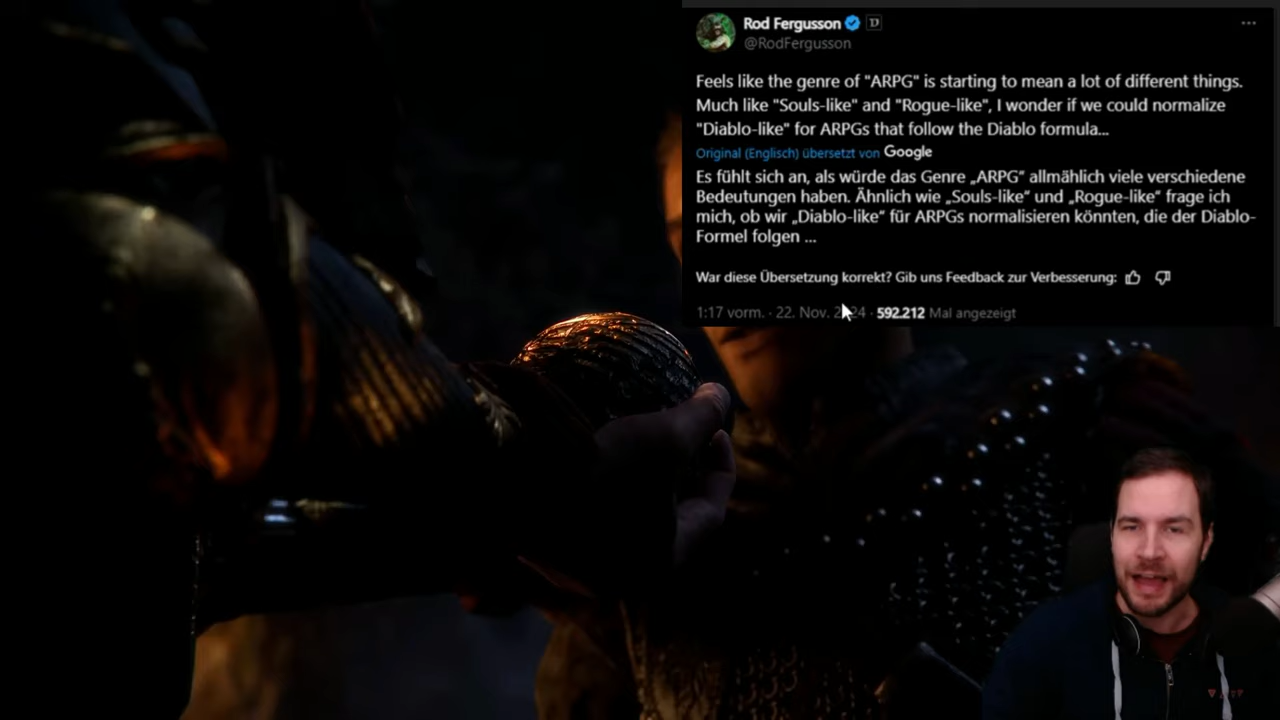 Rod Fergusson
@RodFergusson
Feels like the genre of "ARPG" is starting to mean a lot of different things.
Much like "Souls-like" and "Rogue-like", I wonder if we could normalize
"Diablo-like" for ARPGs that follow the Diablo formula...
Original (Englisch) übersetzt von Google
Es fühlt sich an, als würde das Genre „ARPG“ allmählich viele verschiedene
Bedeutungen haben. Ähnlich wie „Souls-like“ und „Rogue-like“ frage ich
mich, ob wir „Diablo-like“ für ARPGs normalisieren könnten, die der Diablo-
Formel folgen ...
War diese Übersetzung korrekt? Gib uns Feedback zur Verbesserung:
1:17 vorm. · 22. Nov. 2024 · 592.212 Mal angezeigt